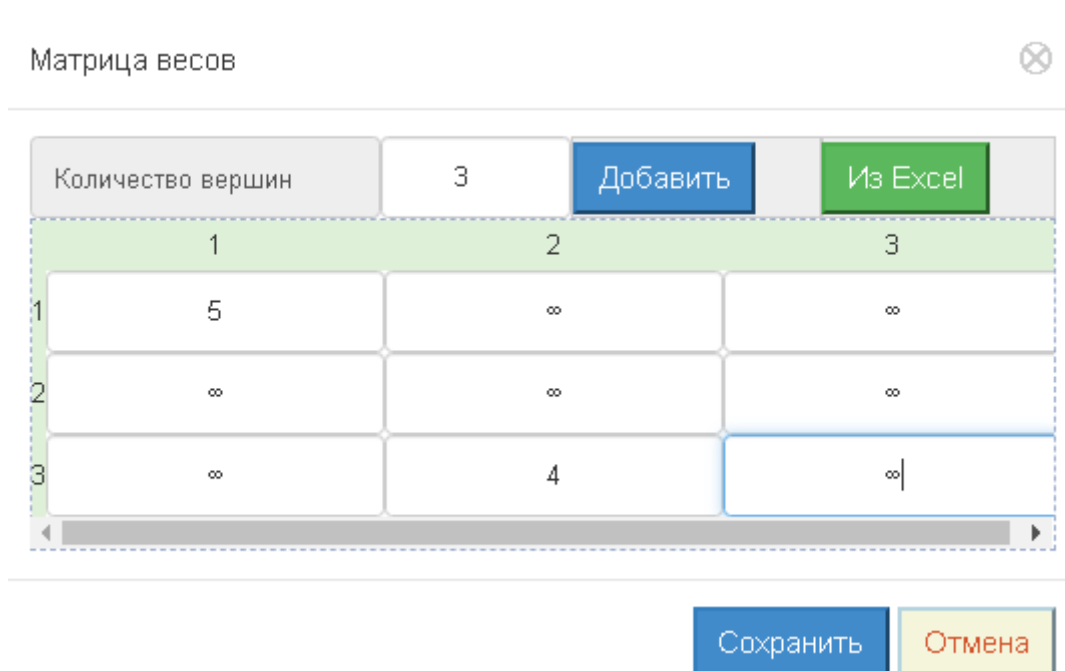 Матрица весов
Количество вершин 3 Добавить Из Excel
1 2 3
1 5 ∞ ∞
2 ∞ ∞ ∞
3 ∞ 4 ∞
Сохранить Отмена